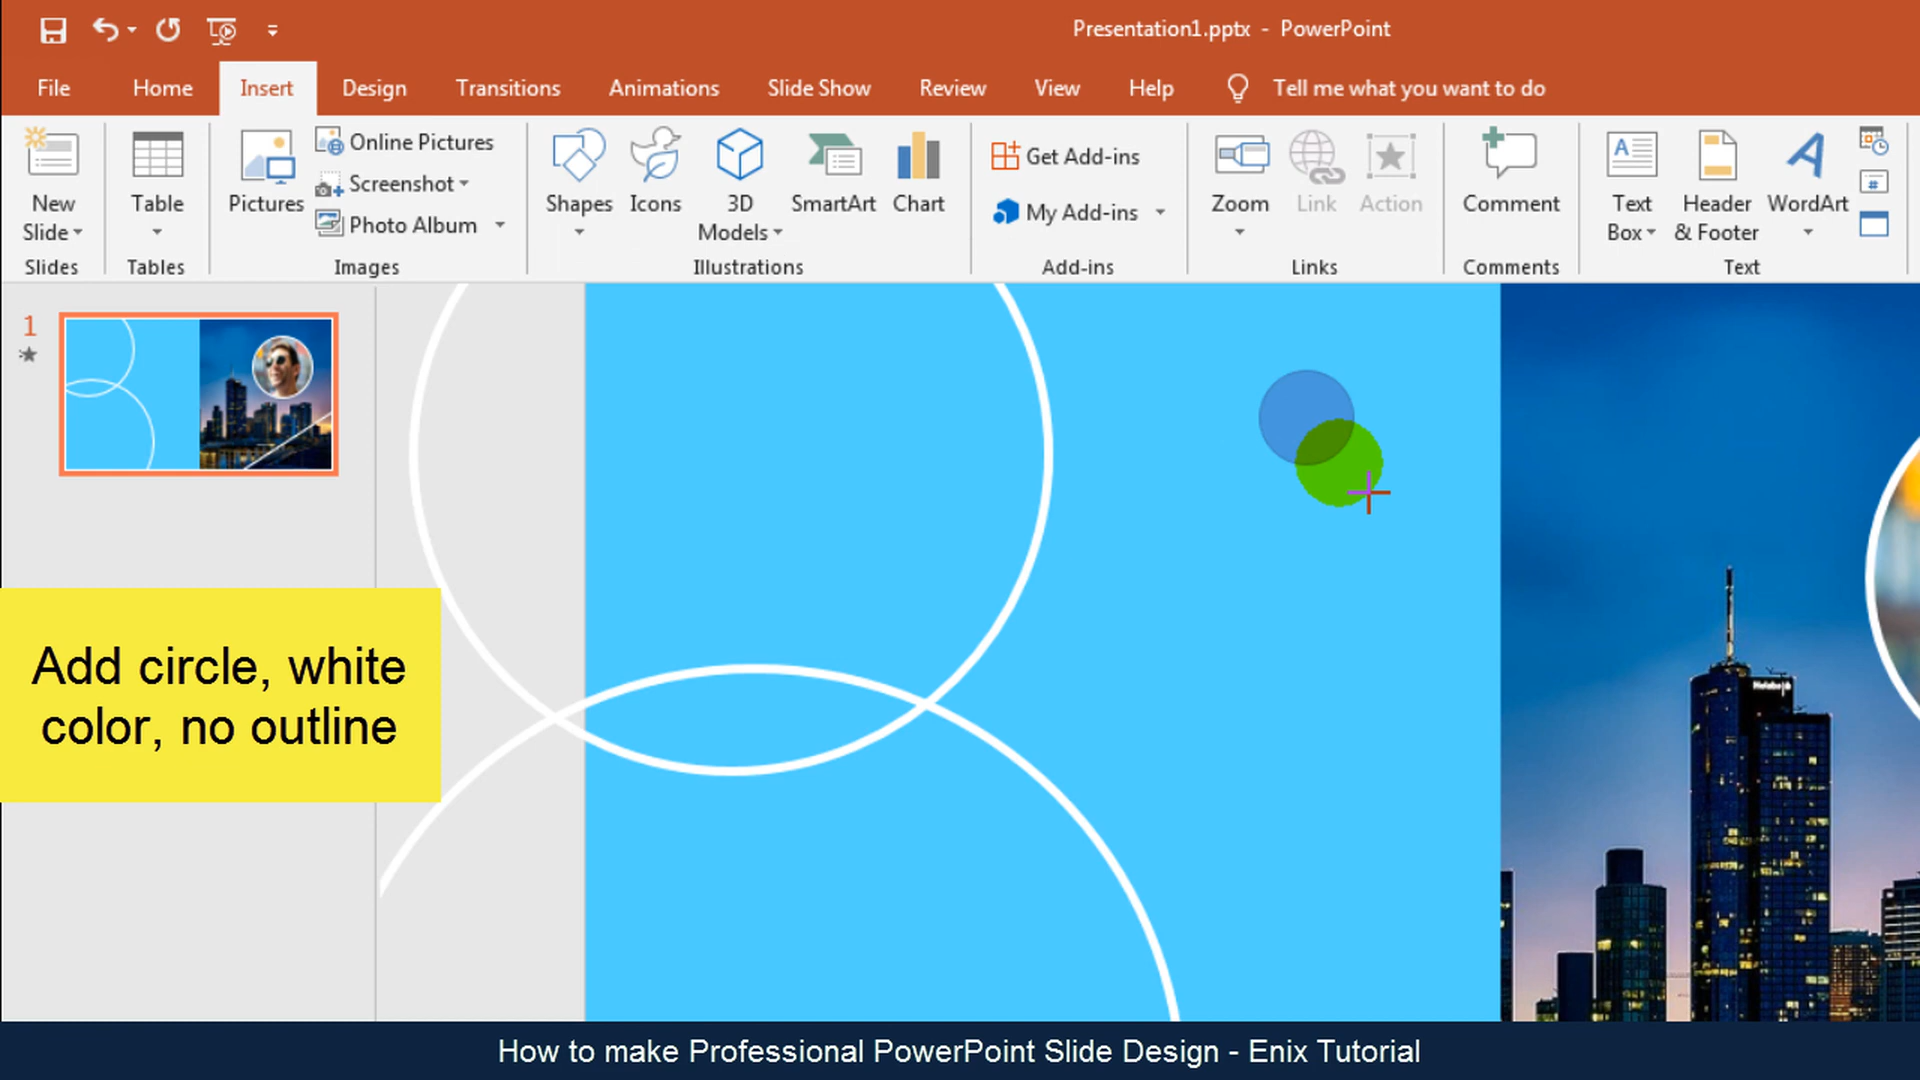 Presentation1.pptx - PowerPoint
File Home Insert Design Transitions Animations Slide Show Review View Help Tell me what you want to do
New Slide
Slides
Table
Tables
Pictures
Online Pictures
Screenshot
Photo Album
Images
Shapes
Icons
3D Models
SmartArt
Chart
Illustrations
Get Add-ins
My Add-ins
Add-ins
Zoom
Link
Action
Links
Comment
Comments
Text Box
Header & Footer
WordArt
Text
1
Add circle, white
color, no outline
How to make Professional PowerPoint Slide Design - Enix Tutorial